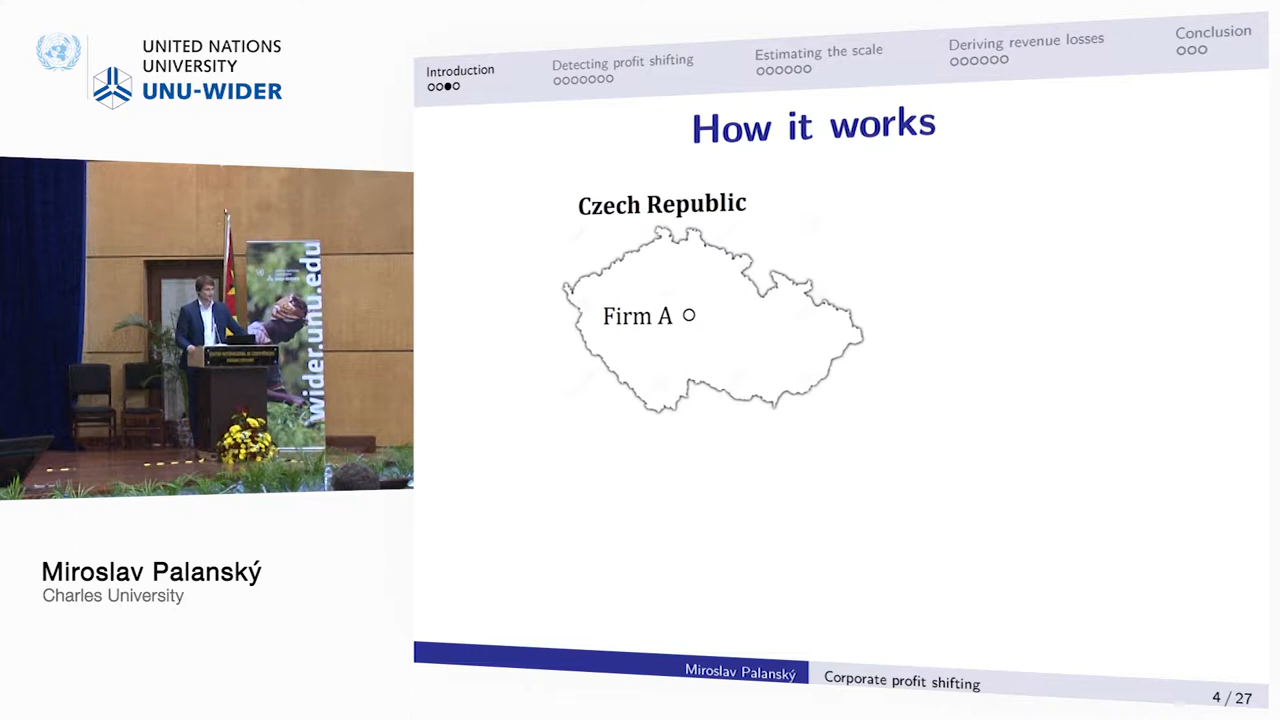 UNITED NATIONS
UNIVERSITY
UNU-WIDER
wider.unu.edu
Miroslav Palanský
Charles University
Introduction
Detecting profit shifting
Estimating the scale
Deriving revenue losses
Conclusion
How it works
Czech Republic
Firm A
Miroslav Palanský
Corporate profit shifting
4 / 27